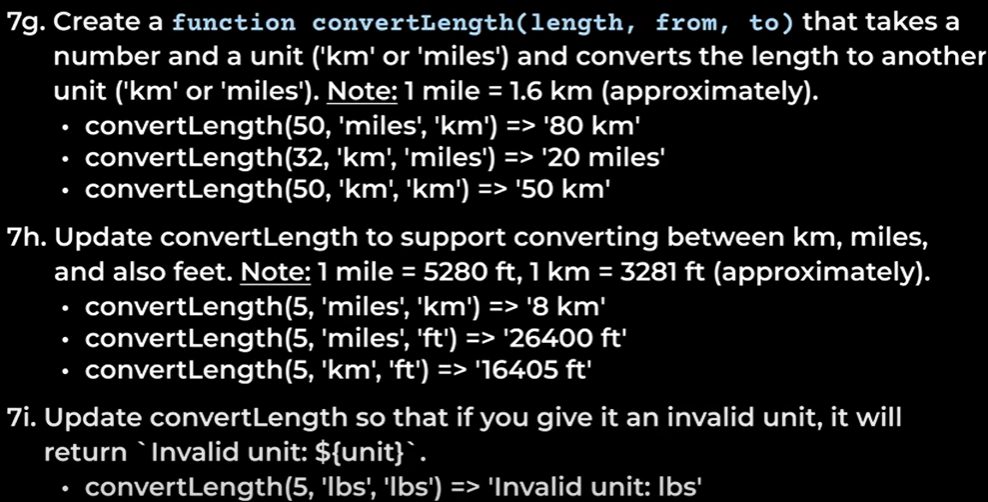 7g. Create a function convertLength(length, from, to) that takes a
number and a unit ('km' or 'miles') and converts the length to another
unit ('km' or 'miles'). Note: 1 mile = 1.6 km (approximately).
• convertLength(50, 'miles', 'km') => '80 km'
• convertLength(32, 'km', 'miles') => '20 miles'
• convertLength(50, 'km', 'km') => '50 km'
7h. Update convertLength to support converting between km, miles,
and also feet. Note: 1 mile = 5280 ft, 1 km = 3281 ft (approximately).
• convertLength(5, 'miles', 'km') => '8 km'
• convertLength(5, 'miles', 'ft') => '26400 ft'
• convertLength(5, 'km', 'ft') => '16405 ft'
7i. Update convertLength so that if you give it an invalid unit, it will
return `Invalid unit: ${unit}`.
• convertLength(5, 'lbs', 'lbs') => 'Invalid unit: lbs'